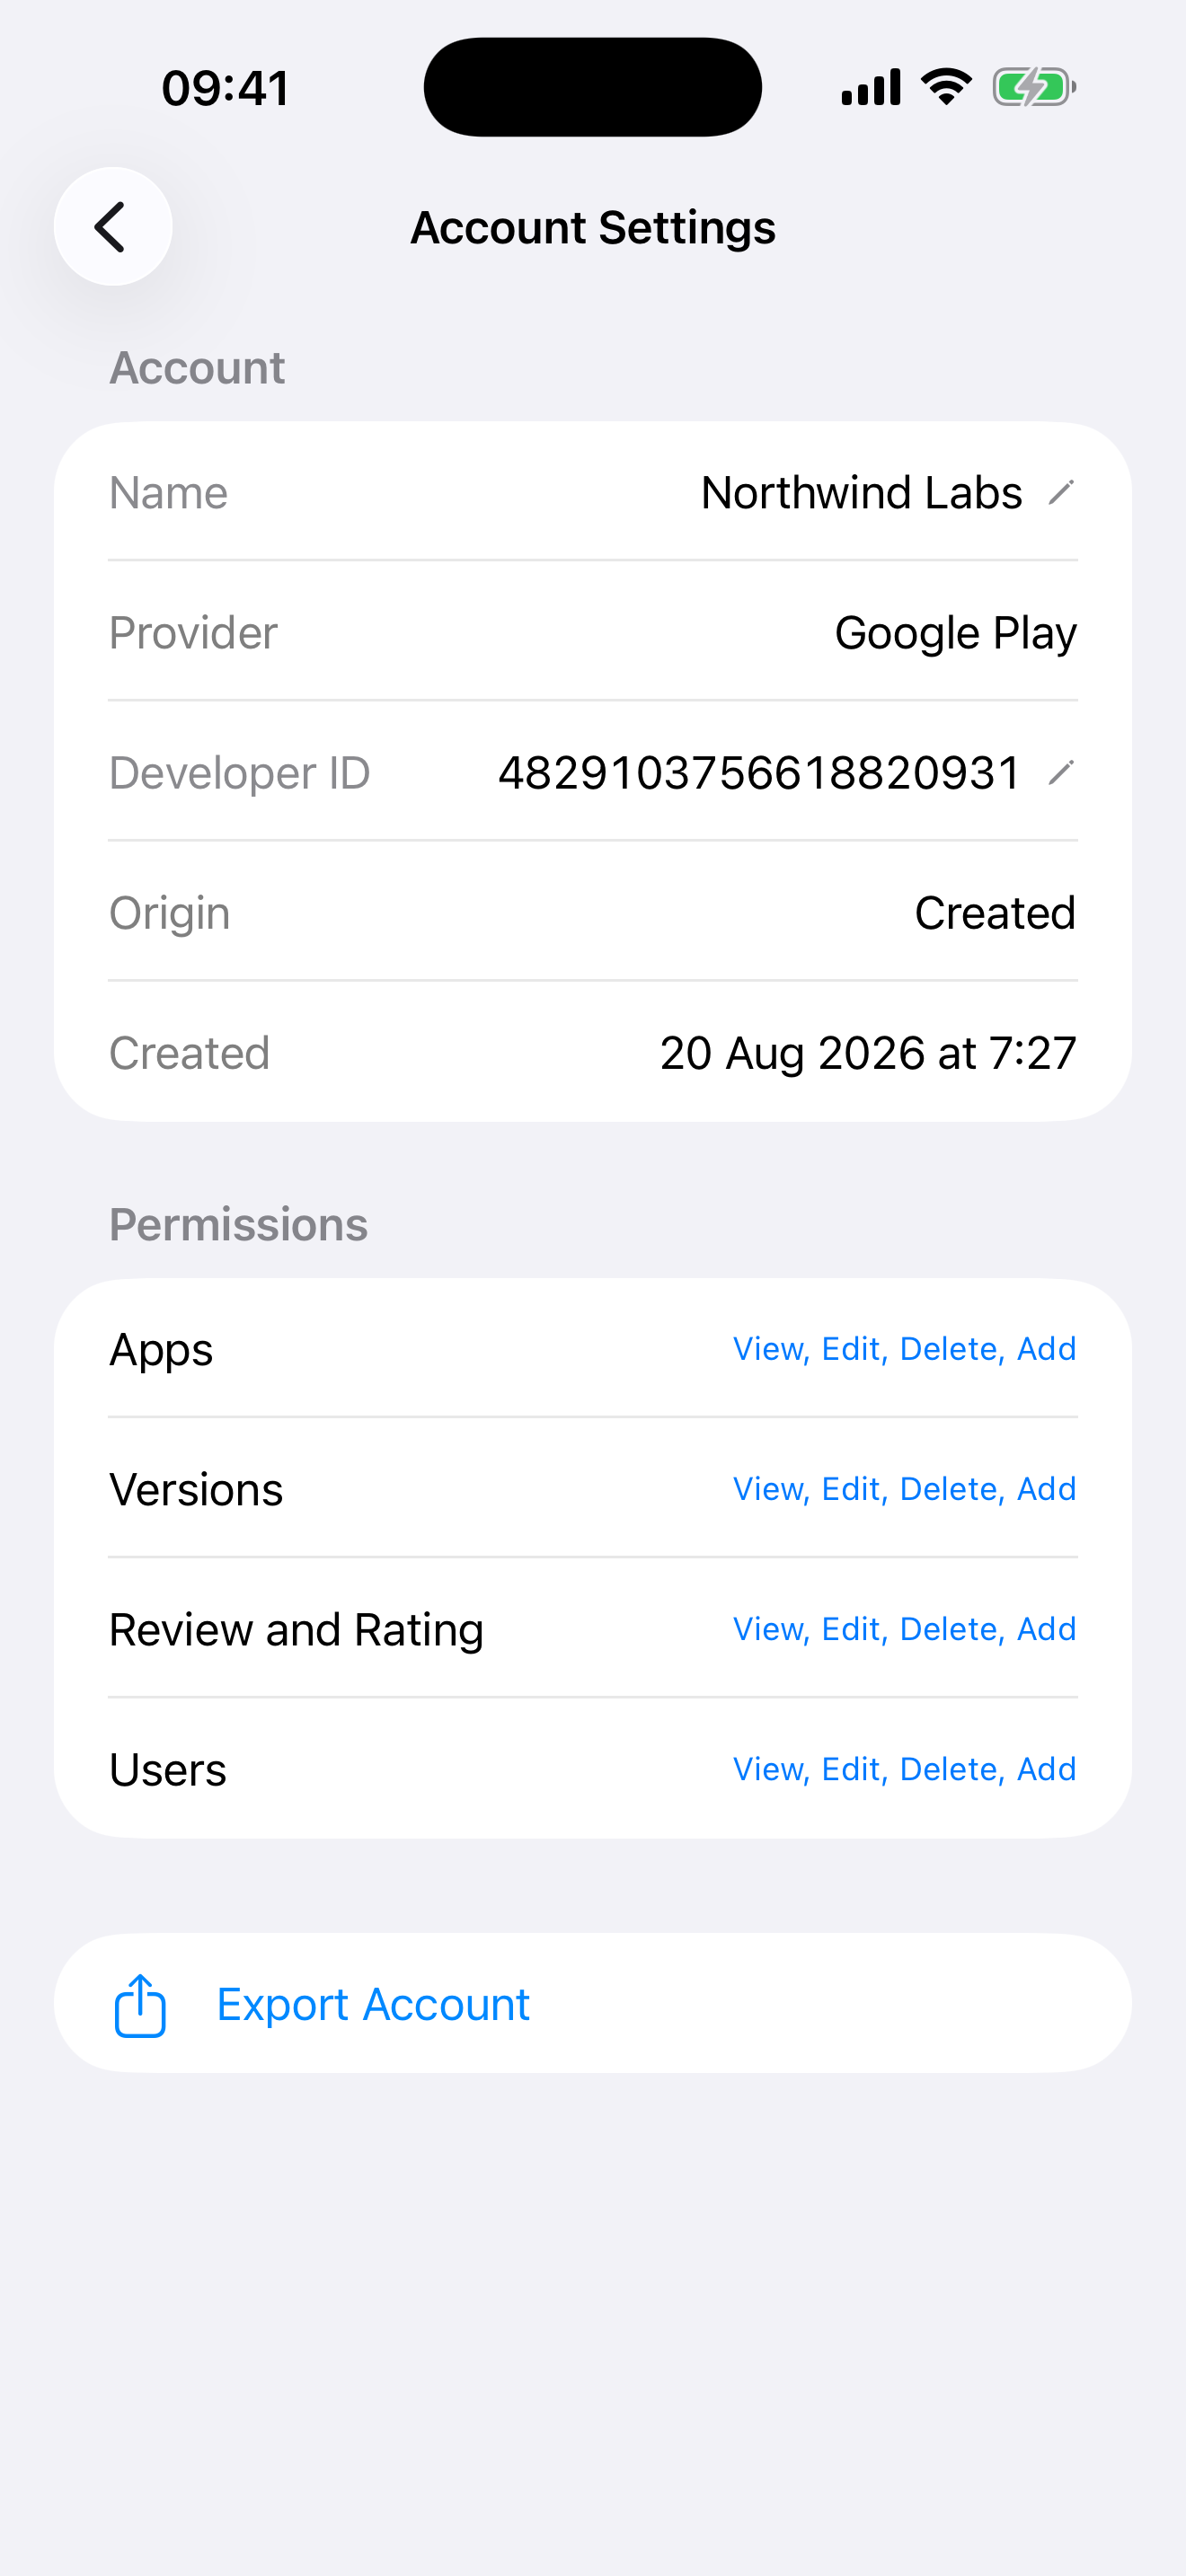 09:41
Account Settings
Account
Name Northwind Labs
Provider Google Play
Developer ID 4829103756618820931
Origin Created
Created 20 Aug 2026 at 7:27
Permissions
Apps View, Edit, Delete, Add
Versions View, Edit, Delete, Add
Review and Rating View, Edit, Delete, Add
Users View, Edit, Delete, Add
Export Account